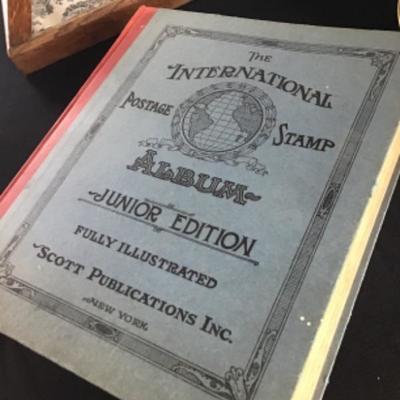 THE
INTERNATIONAL
POSTAGE STAMP
ALBUM
JUNIOR EDITION
FULLY ILLUSTRATED
SCOTT PUBLICATIONS INC.
NEW YORK